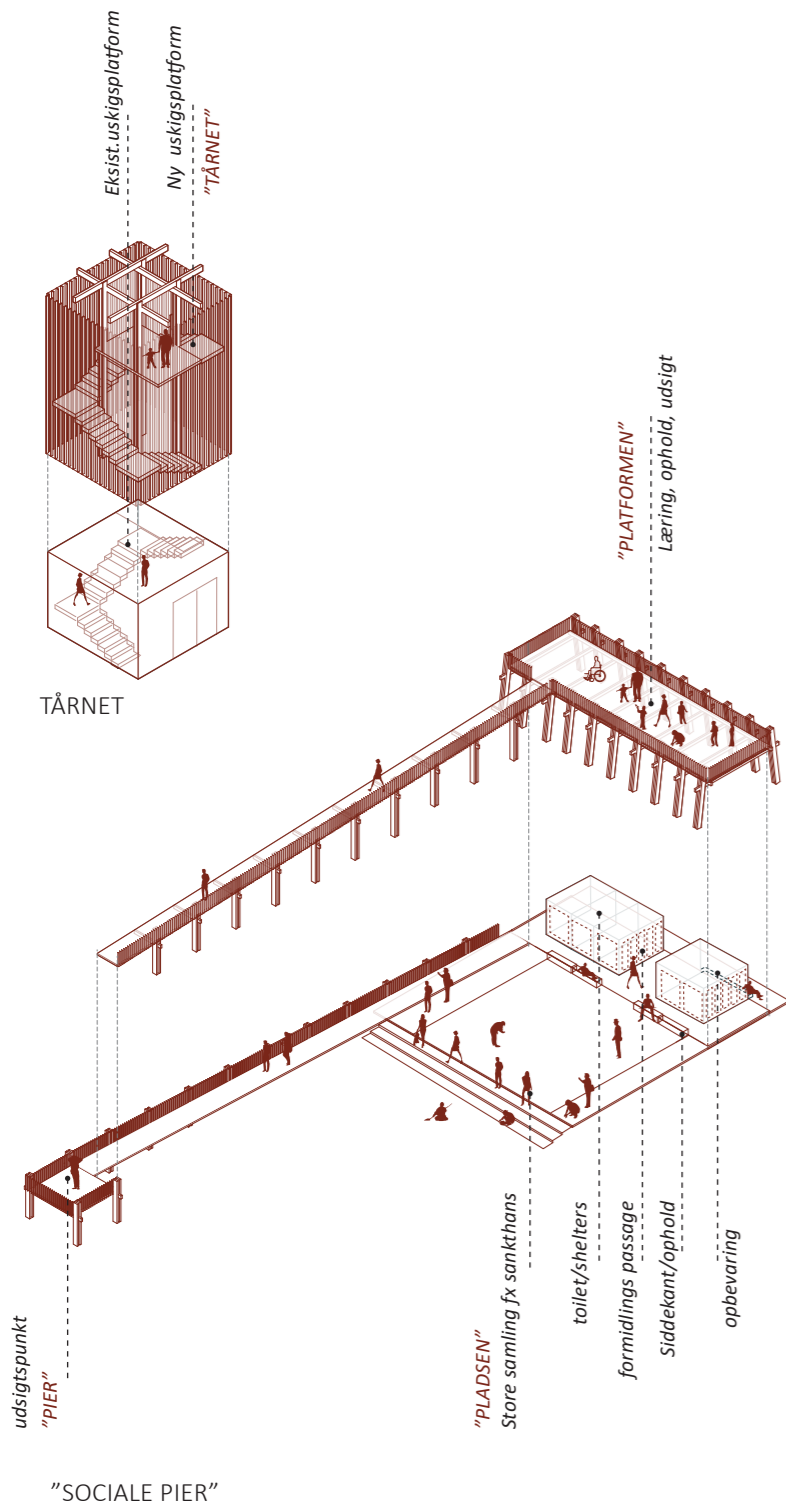 Eksist.uskigsplatform
Ny uskigsplatform
"TÅRNET"
TÅRNET
"PLATFORMEN"
Læring, ophold, udsigt
udsigtspunkt
"PIER"
"PLADSEN"
Store samling fx sankthans
toilet/shelters
formidlings passage
Siddekant/ophold
opbevaring
"SOCIALE PIER"